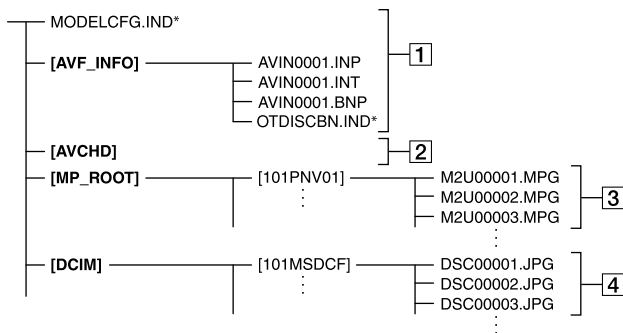 MODELCFG.IND*
[AVF_INFO] AVIN0001.INP
AVIN0001.INT
AVIN0001.BNP
OTDISCBN.IND*
1
[AVCHD]
2
[MP_ROOT] [101PNV01] M2U00001.MPG
M2U00002.MPG
M2U00003.MPG
3
[DCIM] [101MSDCF] DSC00001.JPG
DSC00002.JPG
DSC00003.JPG
4